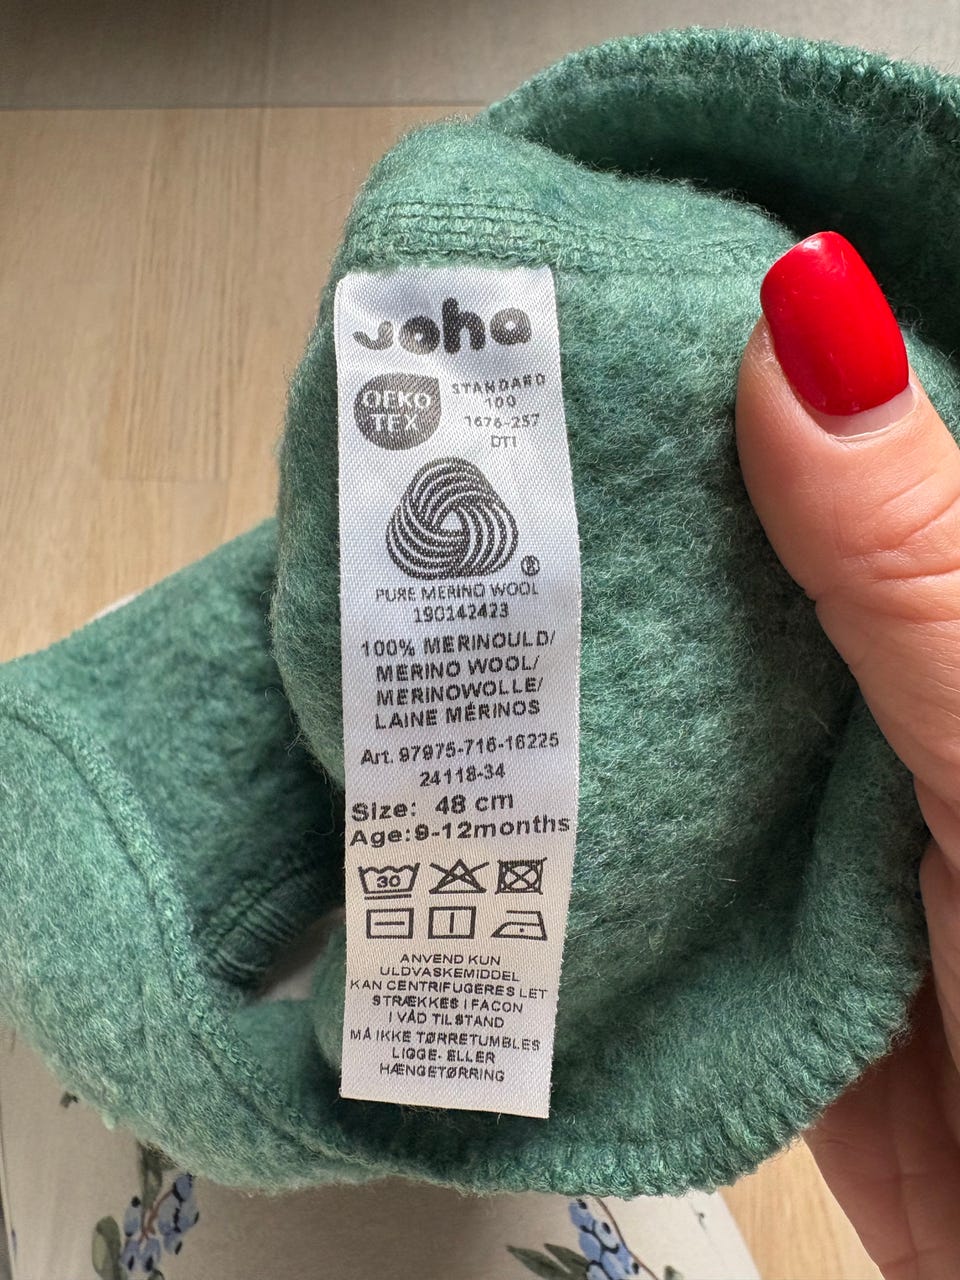 joha
OEKO
TEX
STANDARD
100
1676-257
DTI
®
PURE MERINO WOOL
190142423
100% MERINOULD/
MERINO WOOL/
MERINOWOLLE/
LAINE MÉRINOS
Art. 97975-716-16225
24118-34
Size: 48 cm
Age:9-12months
30
ANVEND KUN
ULDVASKEMIDDEL
KAN CENTRIFUGERES LET
STRÆKKES I FACON
I VÅD TILSTAND
MÅ IKKE TØRRETUMBLES
LIGGE- ELLER
HÆNGETØRRING